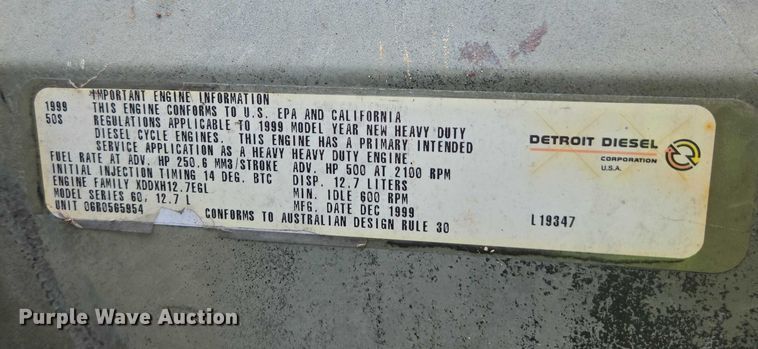 IMPORTANT ENGINE INFORMATION
1999 THIS ENGINE CONFORMS TO U.S. EPA AND CALIFORNIA
50S REGULATIONS APPLICABLE TO 1999 MODEL YEAR NEW HEAVY DUTY
DIESEL CYCLE ENGINES. THIS ENGINE HAS A PRIMARY INTENDED
SERVICE APPLICATION AS A HEAVY HEAVY DUTY ENGINE.
FUEL RATE AT ADV. HP 250.6 MM3/STROKE ADV. HP 500 AT 2100 RPM
INITIAL INJECTION TIMING 14 DEG. BTC DISP. 12.7 LITERS
ENGINE FAMILY XDDXH12.7EGL MIN. IDLE 600 RPM
MODEL SERIES 60, 12.7 L MFG. DATE DEC 1999
UNIT 06R0565954 CONFORMS TO AUSTRALIAN DESIGN RULE 30
L19347
DETROIT DIESEL
CORPORATION
U.S.A.
Purple Wave Auction